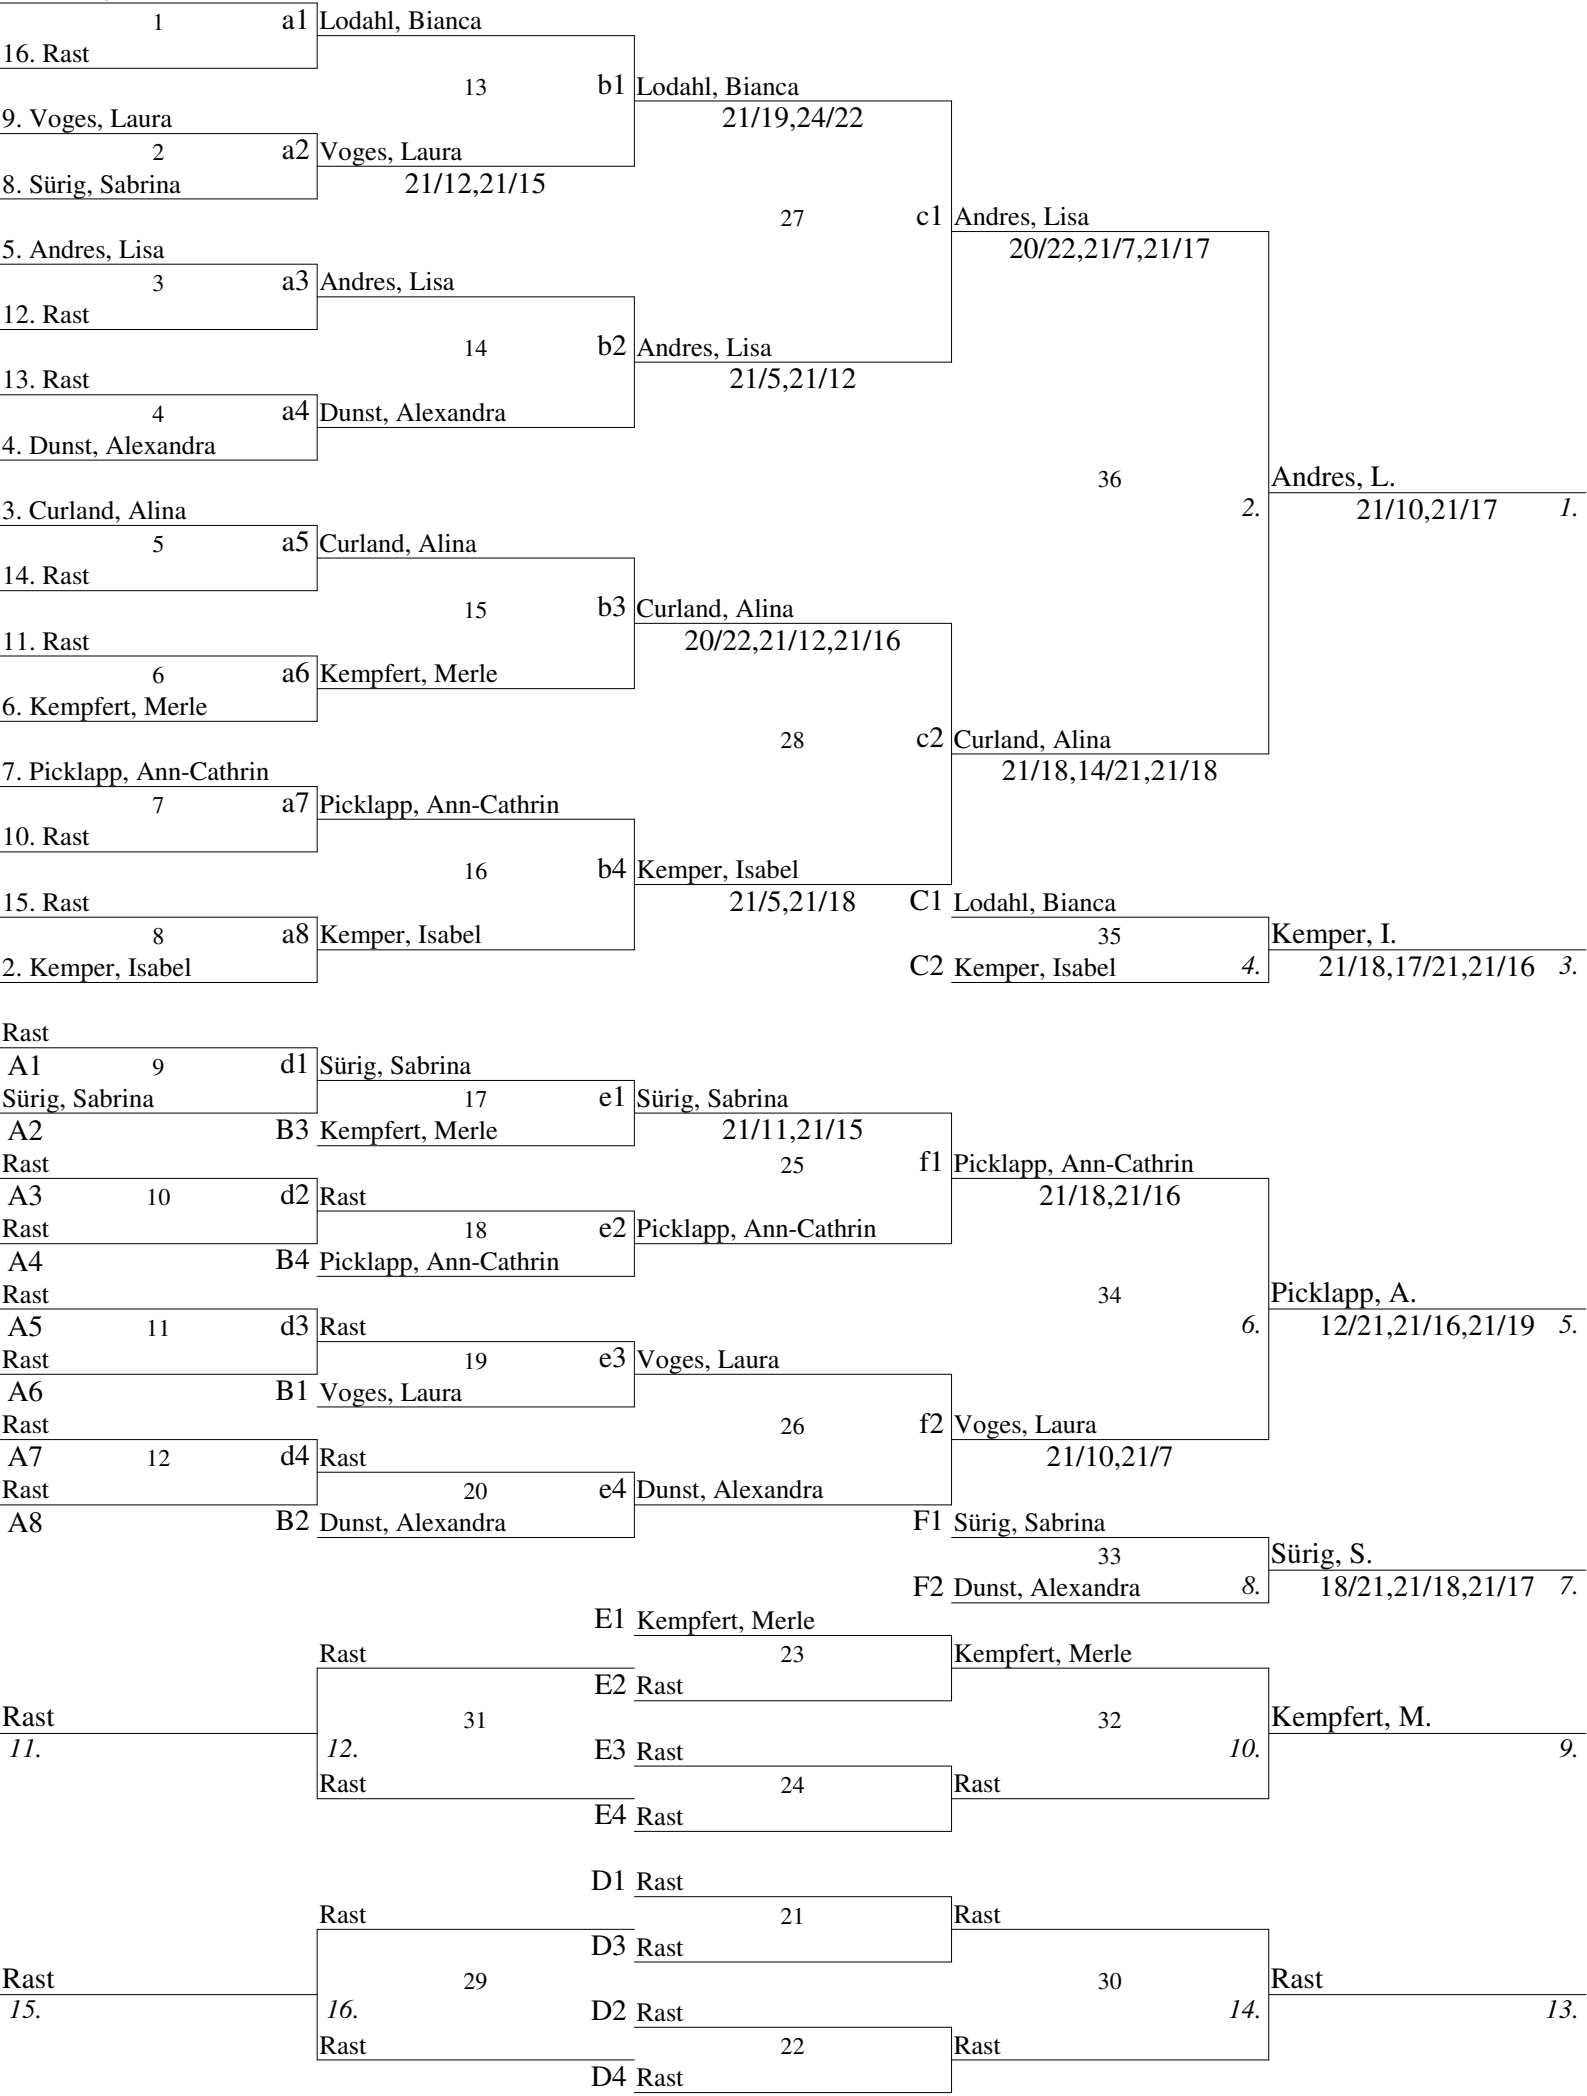 1 a1 Lodahl, Bianca
16. Rast
13 b1 Lodahl, Bianca
9. Voges, Laura 21/19,24/22
2 a2 Voges, Laura
8. Sürig, Sabrina 21/12,21/15
27 c1 Andres, Lisa
5. Andres, Lisa 20/22,21/7,21/17
3 a3 Andres, Lisa
12. Rast
14 b2 Andres, Lisa
13. Rast 21/5,21/12
4 a4 Dunst, Alexandra
4. Dunst, Alexandra
36 Andres, L.
3. Curland, Alina 2. 21/10,21/17 1.
5 a5 Curland, Alina
14. Rast
15 b3 Curland, Alina
11. Rast 20/22,21/12,21/16
6 a6 Kempfert, Merle
6. Kempfert, Merle
28 c2 Curland, Alina
7. Picklapp, Ann-Cathrin 21/18,14/21,21/18
7 a7 Picklapp, Ann-Cathrin
10. Rast
16 b4 Kemper, Isabel
15. Rast 21/5,21/18 C1 Lodahl, Bianca
8 a8 Kemper, Isabel 35 Kemper, I.
2. Kemper, Isabel C2 Kemper, Isabel 4. 21/18,17/21,21/16 3.
Rast
A1 9 d1 Sürig, Sabrina
Sürig, Sabrina 17 e1 Sürig, Sabrina
A2 B3 Kempfert, Merle 21/11,21/15
Rast 25 f1 Picklapp, Ann-Cathrin
A3 10 d2 Rast 21/18,21/16
Rast 18 e2 Picklapp, Ann-Cathrin
A4 B4 Picklapp, Ann-Cathrin
Rast 34 Picklapp, A.
A5 11 d3 Rast 6. 12/21,21/16,21/19 5.
Rast 19 e3 Voges, Laura
A6 B1 Voges, Laura
Rast 26 f2 Voges, Laura
A7 12 d4 Rast 21/10,21/7
Rast 20 e4 Dunst, Alexandra
A8 B2 Dunst, Alexandra F1 Sürig, Sabrina
33 Sürig, S.
F2 Dunst, Alexandra 8. 18/21,21/18,21/17 7.
E1 Kempfert, Merle
Rast 23 Kempfert, Merle
E2 Rast
Rast 31 32 Kempfert, M.
11. 12. E3 Rast 10. 9.
Rast 24 Rast
E4 Rast
D1 Rast
Rast 21 Rast
D3 Rast
Rast 29 30 Rast
15. 16. D2 Rast 14. 13.
Rast 22 Rast
D4 Rast